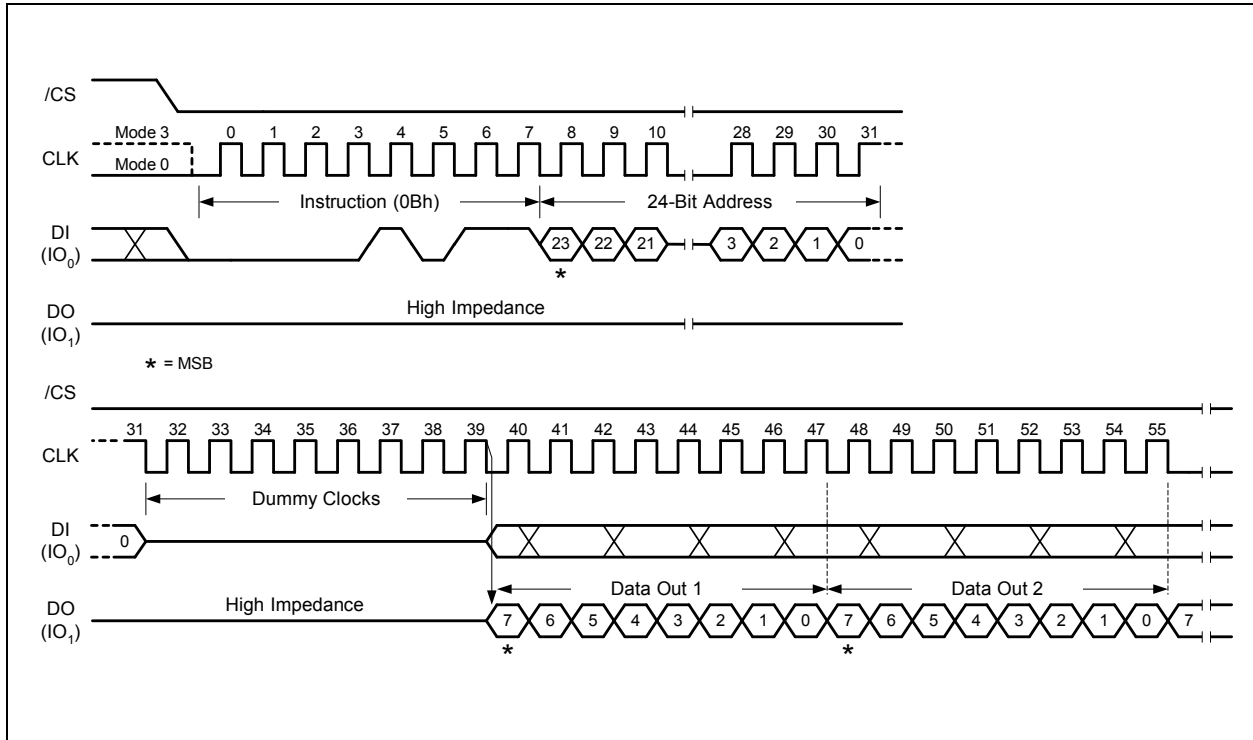 /CS
Mode 3
0 1 2 3 4 5 6 7 8 9 10 28 29 30 31
CLK
Mode 0
Instruction (0Bh)
24-Bit Address
DI
(IO0)
23 22 21 3 2 1 0
*
High Impedance
DO
(IO1)
* = MSB
/CS
31 32 33 34 35 36 37 38 39 40 41 42 43 44 45 46 47 48 49 50 51 52 53 54 55
CLK
Dummy Clocks
DI
(IO0)
0
Data Out 1
Data Out 2
High Impedance
DO
(IO1)
7 6 5 4 3 2 1 0 7 6 5 4 3 2 1 0 7
* *